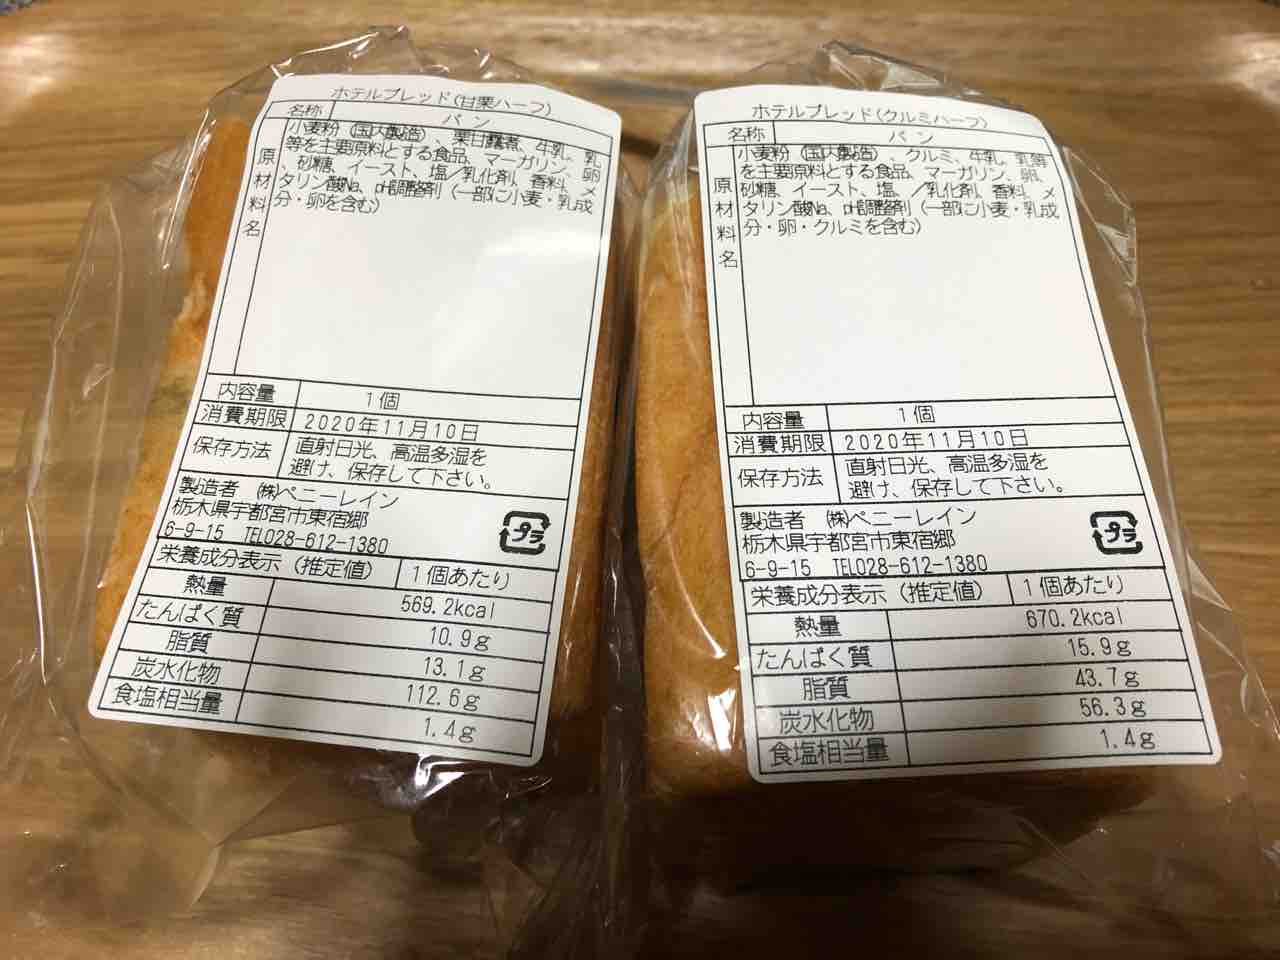 ホテルブレッド(甘栗ハーフ)
名称 パン
原材料名
小麦粉（国内製造）、栗甘露煮、牛乳、乳
等を主要原料とする食品、マーガリン、卵
、砂糖、イースト、塩／乳化剤、香料、メ
タリン酸Na、pH調整剤（一部に小麦・乳成
分・卵を含む）
内容量 1個
消費期限 2020年11月10日
保存方法 直射日光、高温多湿を
避け、保存して下さい。
製造者 ㈱ペニーレイン
栃木県宇都宮市東宿郷
6-9-15 TEL028-612-1380
プラ
栄養成分表示（推定値） 1個あたり
熱量 569.2kcal
たんぱく質 10.9g
脂質 13.1g
炭水化物 112.6g
食塩相当量 1.4g
ホテルブレッド(クルミハーフ)
名称 パン
原材料名
小麦粉（国内製造）、クルミ、牛乳、乳等
を主要原料とする食品、マーガリン、卵、
砂糖、イースト、塩、／乳化剤、香料、メ
タリン酸Na、pH調整剤（一部に小麦・乳成
分・卵・クルミを含む）
内容量 1個
消費期限 2020年11月10日
保存方法 直射日光、高温多湿を
避け、保存して下さい。
製造者 ㈱ペニーレイン
栃木県宇都宮市東宿郷
6-9-15 TEL028-612-1380
プラ
栄養成分表示（推定値） 1個あたり
熱量 670.2kcal
たんぱく質 15.9g
脂質 43.7g
炭水化物 56.3g
食塩相当量 1.4g